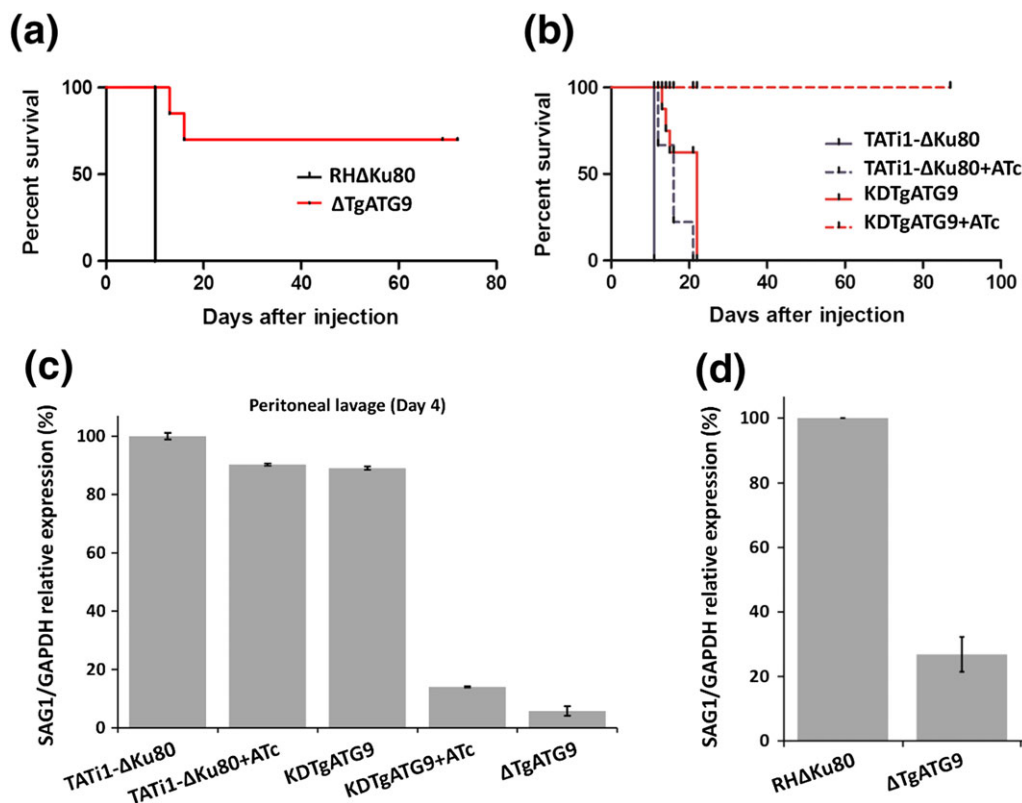 (a)
Percent survival
100
50
0
0 20 40 60 80
Days after injection
RHΔKu80
ΔTgATG9
(b)
Percent survival
100
50
0
0 20 40 60 80 100
Days after injection
TATi1-ΔKu80
TATi1-ΔKu80+ATc
KDTgATG9
KDTgATG9+ATc
(c)
Peritoneal lavage (Day 4)
SAG1/GAPDH relative expression (%)
100
80
60
40
20
0
TATi1-ΔKu80
TATi1-ΔKu80+ATc
KDTgATG9
KDTgATG9+ATc
ΔTgATG9
(d)
SAG1/GAPDH relative expression (%)
100
80
60
40
20
0
RHΔKu80
ΔTgATG9